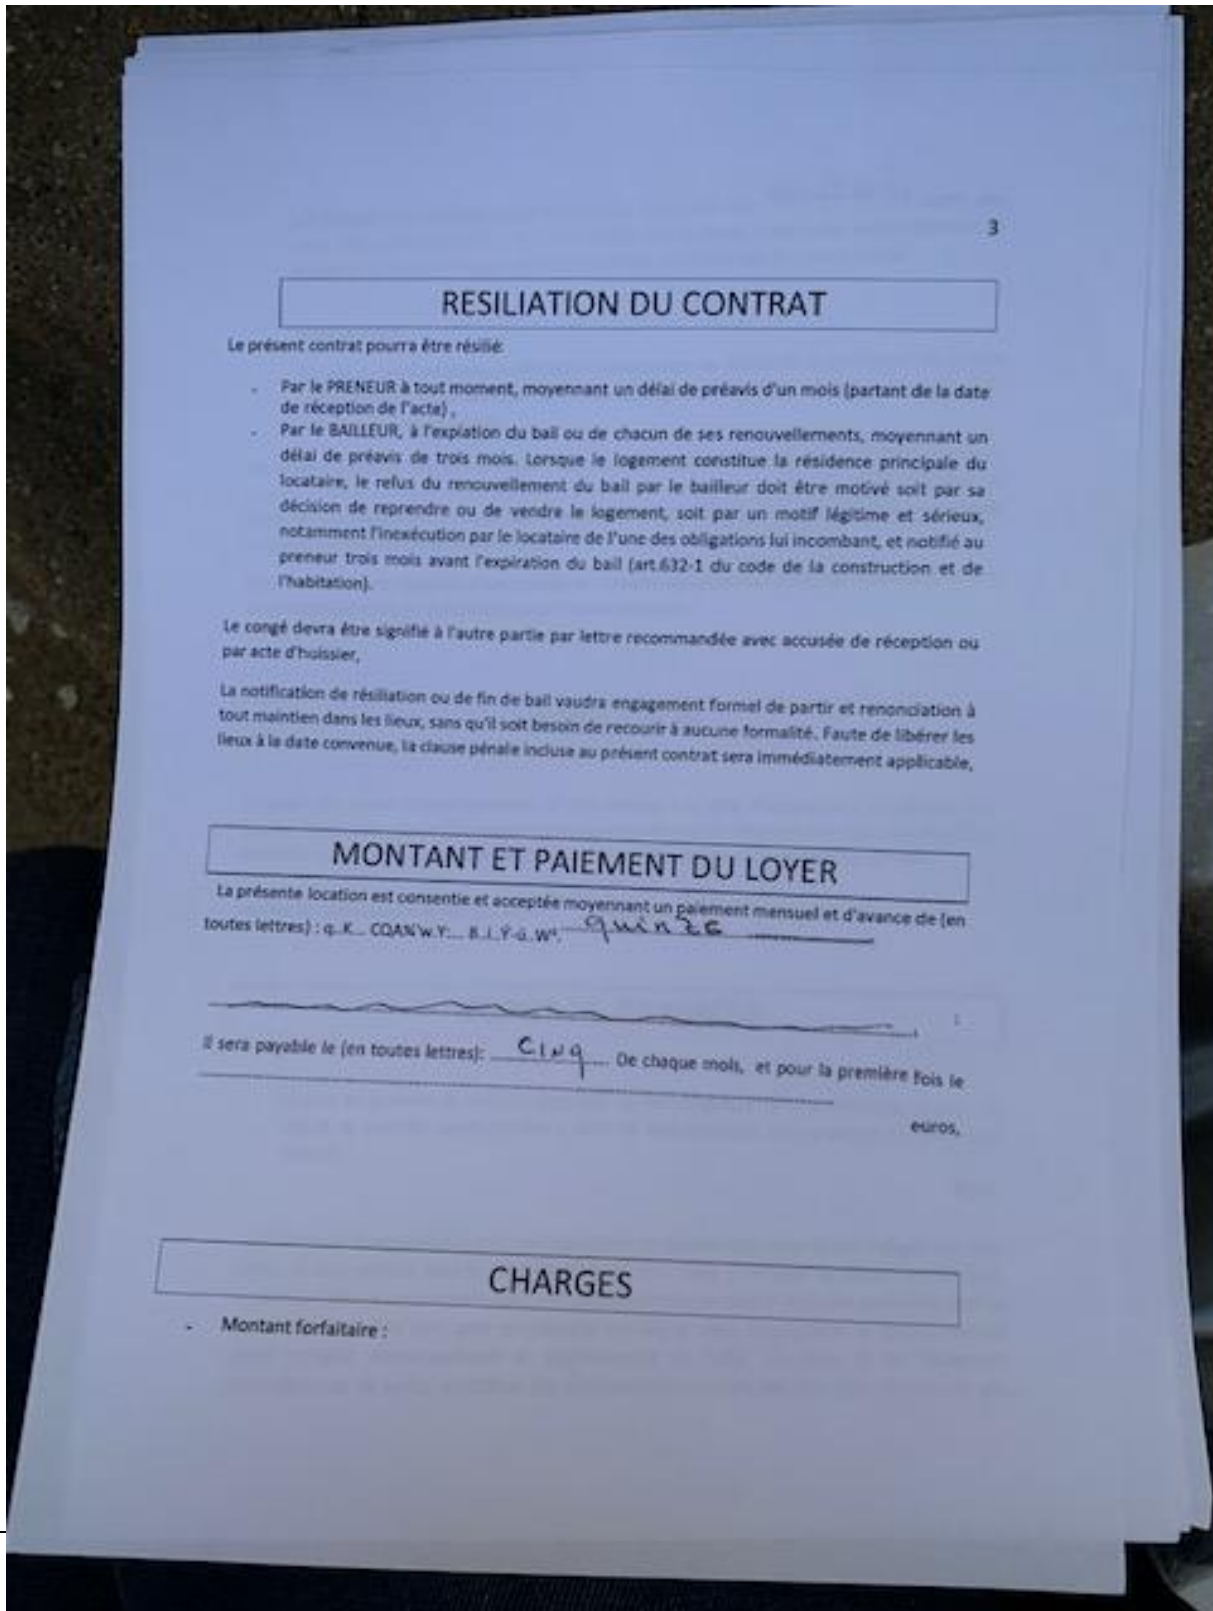 3
RESILIATION DU CONTRAT
Le présent contrat pourra être résilié:
- Par le PRENEUR à tout moment, moyennant un délai de préavis d'un mois (partant de la date
de réception de l'acte),
- Par le BAILLEUR, à l'expiation du bail ou de chacun de ses renouvellements, moyennant un
délai de préavis de trois mois. Lorsque le logement constitue la résidence principale du
locataire, le refus du renouvellement du bail par le bailleur doit être motivé soit par sa
décision de reprendre ou de vendre le logement, soit par un motif légitime et sérieux,
notamment l'inexécution par le locataire de l'une des obligations lui incombant, et notifié au
preneur trois mois avant l'expiration du bail (art.632-1 du code de la construction et de
l'habitation).
Le congé devra être signifié à l'autre partie par lettre recommandée avec accusée de réception ou
par acte d'huissier,
La notification de résiliation ou de fin de bail vaudra engagement formel de partir et renonciation à
tout maintien dans les lieux, sans qu'il soit besoin de recourir à aucune formalité. Faute de libérer les
lieux à la date convenue, la clause pénale incluse au présent contrat sera immédiatement applicable,
MONTANT ET PAIEMENT DU LOYER
La présente location est consentie et acceptée moyennant un paiement mensuel et d'avance de (en
toutes lettres) : quinze
Il sera payable le (en toutes lettres): CINq De chaque mois, et pour la première fois le
euros,
CHARGES
- Montant forfaitaire :